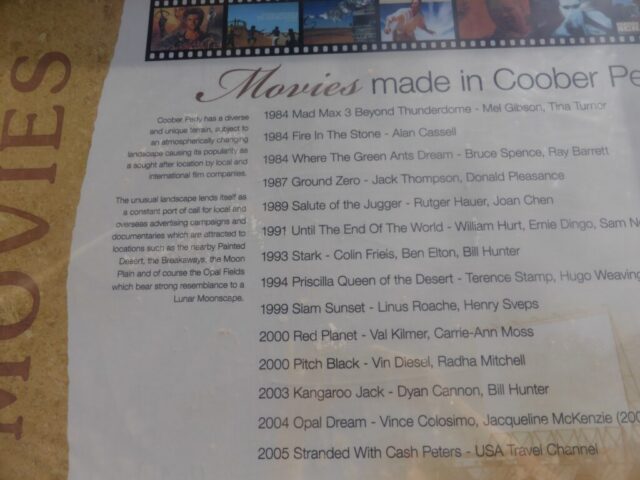 MOVIES
Movies made in Coober Pe
Coober Pedy has a diverse
and unique terrain, subject to
an atmospherically changing
landscape causing its popularity as
a sought after location by local and
international film companies.
The unusual landscape lends itself as
a constant port of call for local and
overseas advertising campaigns and
documentaries which are attracted to
locations such as the nearby Painted
Desert, the Breakaways, the Moon
Plain and of course the Opal Fields
which bear strong resemblance to a
Lunar Moonscape.
1984 Mad Max 3 Beyond Thunderdome - Mel Gibson, Tina Turnor
1984 Fire In The Stone - Alan Cassell
1984 Where The Green Ants Dream - Bruce Spence, Ray Barrett
1987 Ground Zero - Jack Thompson, Donald Pleasance
1989 Salute of the Jugger - Rutger Hauer, Joan Chen
1991 Until The End Of The World - William Hurt, Ernie Dingo, Sam Ne
1993 Stark - Colin Frieis, Ben Elton, Bill Hunter
1994 Priscilla Queen of the Desert - Terence Stamp, Hugo Weaving
1999 Slam Sunset - Linus Roache, Henry Sveps
2000 Red Planet - Val Kilmer, Carrie-Ann Moss
2000 Pitch Black - Vin Diesel, Radha Mitchell
2003 Kangaroo Jack - Dyan Cannon, Bill Hunter
2004 Opal Dream - Vince Colosimo, Jacqueline McKenzie (200
2005 Stranded With Cash Peters - USA Travel Channel